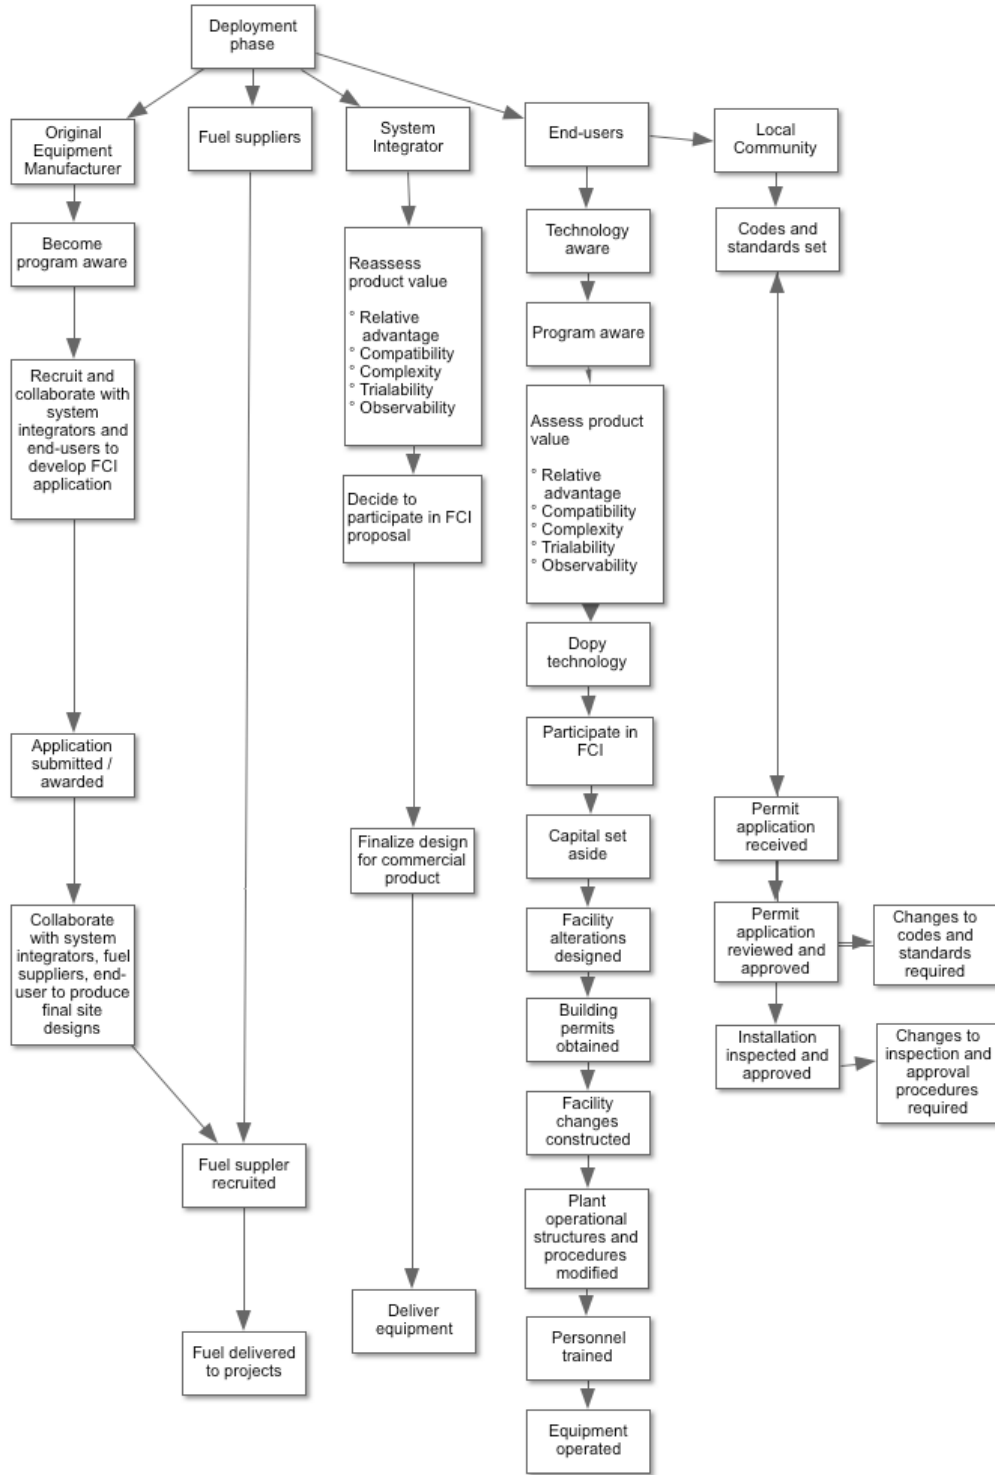 Deployment
phase
Original
Equipment
Manufacturer
Fuel suppliers
System
Integrator
End-users
Local
Community
Become
program aware
Reassess
product value
° Relative
advantage
° Compatibility
° Complexity
° Trialability
° Observability
Technology
aware
Codes and
standards set
Program aware
Recruit and
collaborate with
system
integrators and
end-users to
develop FCI
application
Assess product
value
° Relative
advantage
° Compatibility
° Complexity
° Trialability
° Observability
Decide to
participate in FCI
proposal
Dopy
technology
Participate in
FCI
Application
submitted /
awarded
Finalize design
for commercial
product
Capital set
aside
Permit
application
received
Collaborate
with system
integrators, fuel
suppliers, end-
user to produce
final site
designs
Facility
alterations
designed
Permit
application
reviewed and
approved
Changes to
codes and
standards
required
Building
permits
obtained
Installation
inspected and
approved
Changes to
inspection and
approval
procedures
required
Facility
changes
constructed
Fuel suppler
recruited
Plant
operational
structures and
procedures
modified
Deliver
equipment
Fuel delivered
to projects
Personnel
trained
Equipment
operated